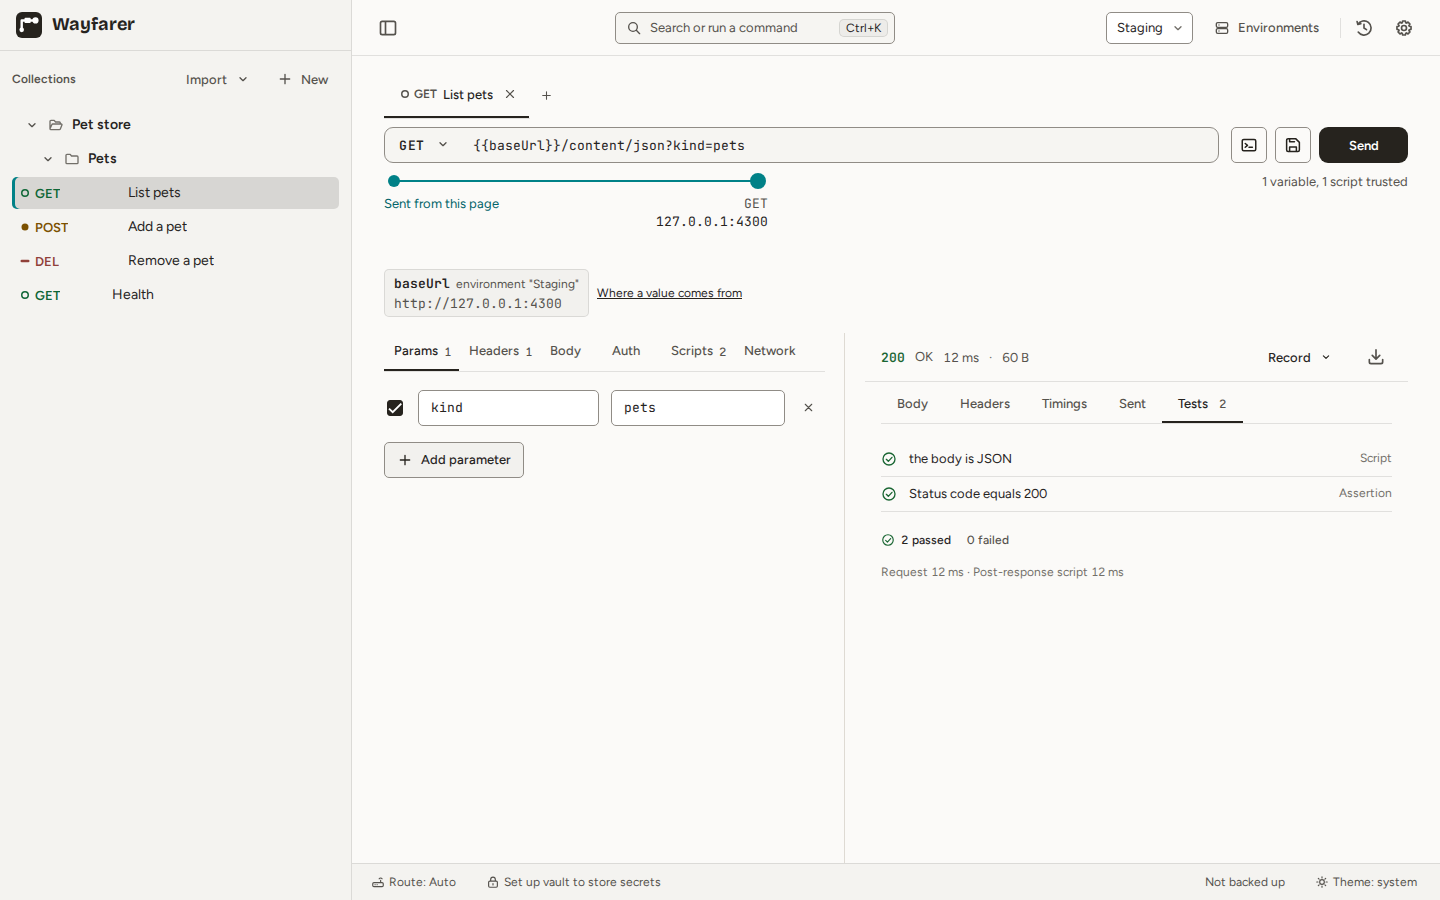 Wayfarer
Search or run a command Ctrl+K
Staging
Environments
Collections Import New
Pet store
Pets
GET List pets
POST Add a pet
DEL Remove a pet
GET Health
GET List pets
GET {{baseUrl}}/content/json?kind=pets
Send
1 variable, 1 script trusted
Sent from this page
GET
127.0.0.1:4300
baseUrl environment "Staging"
http://127.0.0.1:4300
Where a value comes from
Params 1 Headers 1 Body Auth Scripts 2 Network
kind pets
Add parameter
200 OK 12 ms · 60 B
Record
Body Headers Timings Sent Tests 2
the body is JSON Script
Status code equals 200 Assertion
2 passed 0 failed
Request 12 ms · Post-response script 12 ms
Route: Auto
Set up vault to store secrets
Not backed up
Theme: system